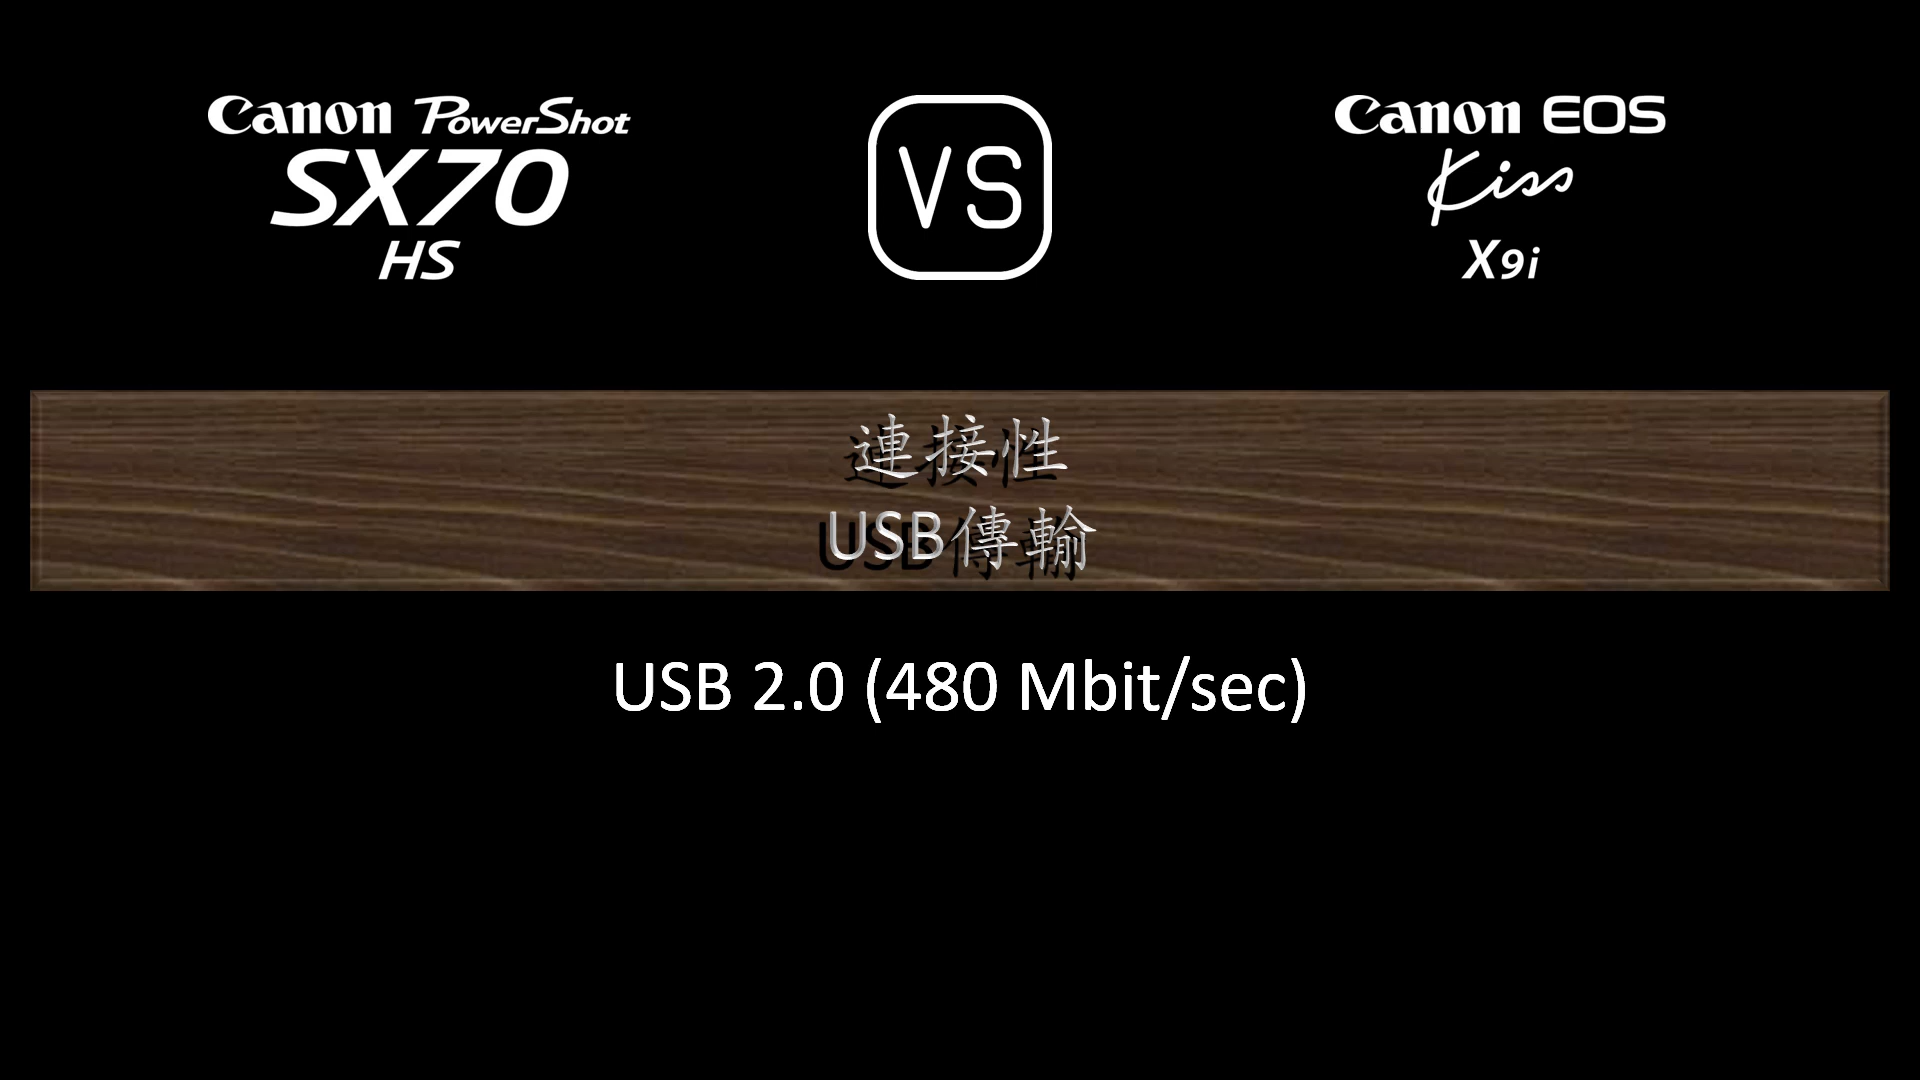 Canon PowerShot
SX70
HS
VS
Canon EOS
Kiss
X9i
連接性
USB傳輸
USB 2.0 (480 Mbit/sec)